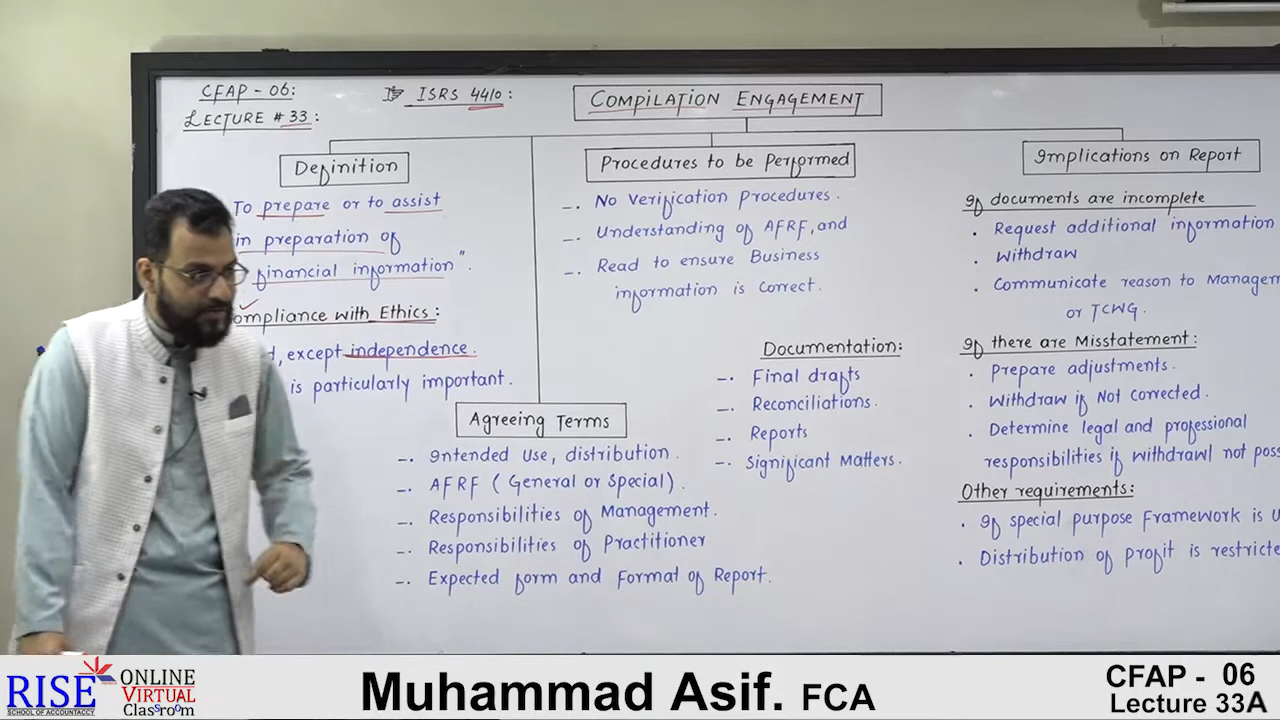 CFAP - 06:
LECTURE # 33 :
☞ ISRS 4410 :
COMPILATION ENGAGEMENT
Definition
To prepare or to assist
in preparation of
financial information".
ompliance with Ethics :
, except independence.
is particularly important.
Agreeing Terms
-. Intended Use, distribution.
-. AFRF ( General or Special).
-. Responsibilities of Management.
-. Responsibilities of Practitioner
-. Expected form and Format of Report.
Procedures to be Performed
-. No Verification Procedures.
-. Understanding of AFRF, and
-. Read to ensure Business
information is correct.
Documentation:
-. Final drafts
-. Reconciliations.
-. Reports
-. Significant Matters.
Implications on Report
If documents are incomplete
. Request additional information
. Withdraw
. Communicate reason to Managem
or TCWG.
If there are Misstatement:
. Prepare adjustments.
. Withdraw if Not Corrected.
. Determine legal and professional
responsibilities if withdrawl not poss
Other requirements:
. If special purpose Framework is u
. Distribution of profit is restricte
RISE
SCHOOL OF ACCOUNTACCY
ONLINE
VIRTUAL
Classroom
Muhammad Asif. FCA
CFAP - 06
Lecture 33A